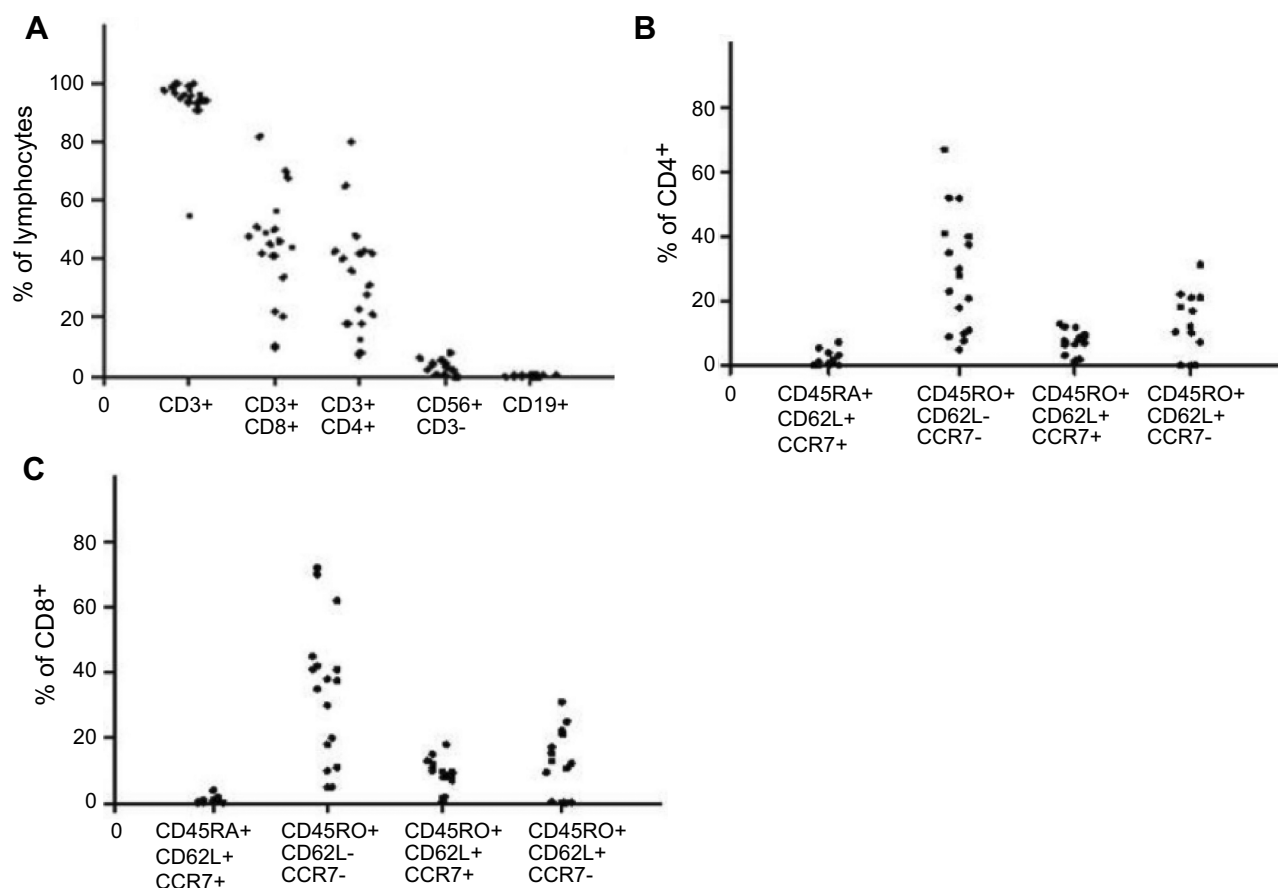 A
% of lymphocytes
100
80
60
40
20
0
0
CD3+ CD3+ CD3+ CD56+ CD19+
CD8+ CD4+ CD3-
B
% of CD4+
80
60
40
20
0
0
CD45RA+ CD45RO+ CD45RO+ CD45RO+
CD62L+ CD62L- CD62L+ CD62L+
CCR7+ CCR7- CCR7+ CCR7-
C
% of CD8+
80
60
40
20
0
0
CD45RA+ CD45RO+ CD45RO+ CD45RO+
CD62L+ CD62L- CD62L+ CD62L+
CCR7+ CCR7- CCR7+ CCR7-